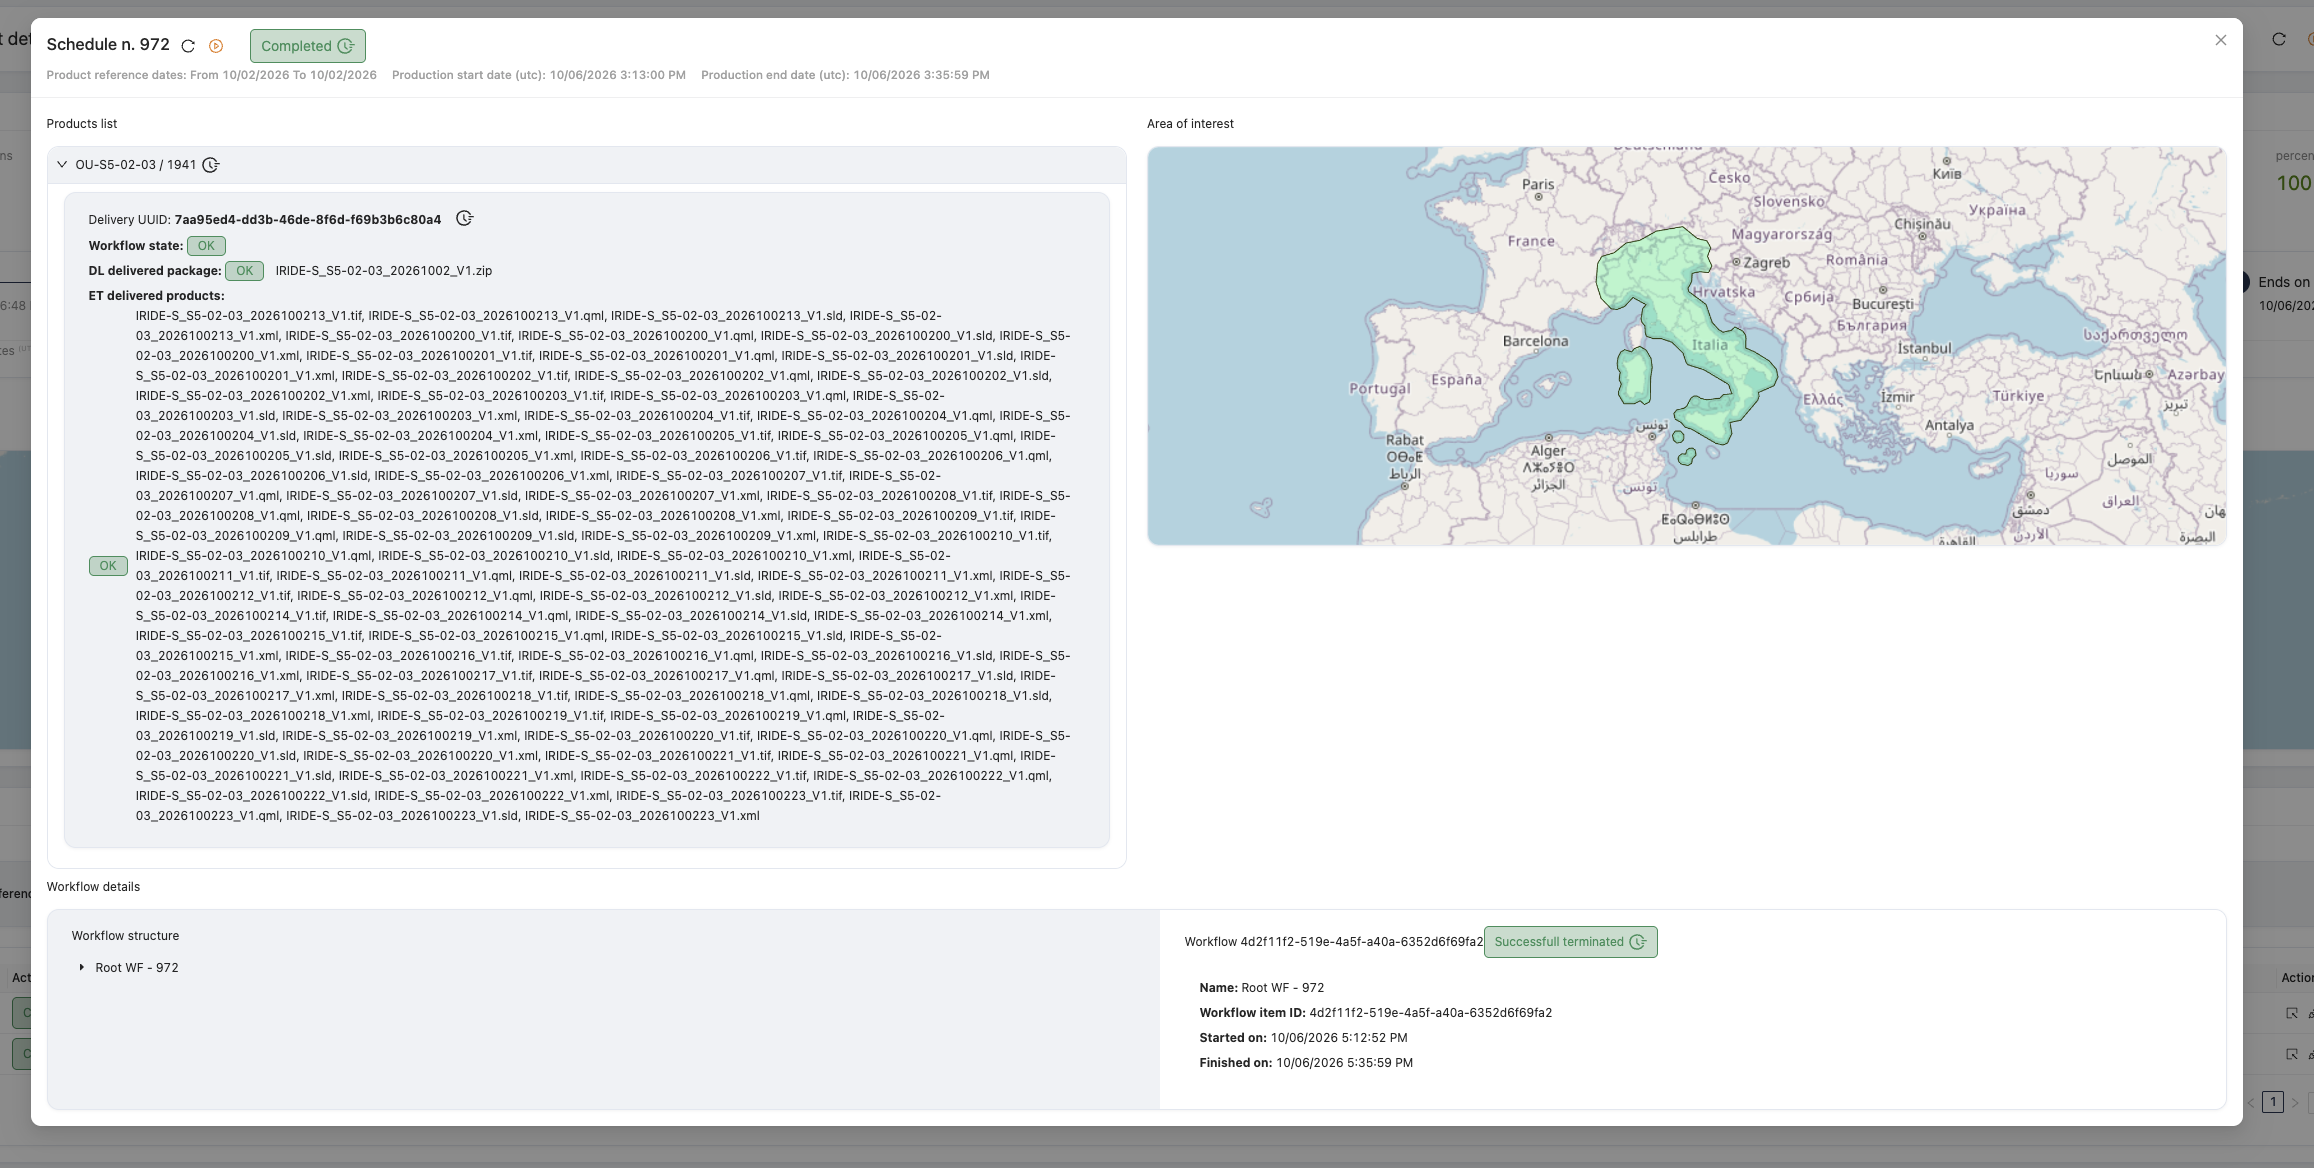 Schedule n. 972
Completed
Product reference dates: From 10/02/2026 To 10/02/2026 Production start date (utc): 10/06/2026 3:13:00 PM Production end date (utc): 10/06/2026 3:35:59 PM
Products list
OU-S5-02-03 / 1941
Delivery UUID: 7aa95ed4-dd3b-46de-8f6d-f69b3b6c80a4
Workflow state: OK
DL delivered package: OK IRIDE-S_S5-02-03_20261002_V1.zip
ET delivered products:
OK
IRIDE-S_S5-02-03_2026100213_V1.tif, IRIDE-S_S5-02-03_2026100213_V1.qml, IRIDE-S_S5-02-03_2026100213_V1.sld, IRIDE-S_S5-02-
03_2026100213_V1.xml, IRIDE-S_S5-02-03_2026100200_V1.tif, IRIDE-S_S5-02-03_2026100200_V1.qml, IRIDE-S_S5-02-03_2026100200_V1.sld, IRIDE-S_S5-
02-03_2026100200_V1.xml, IRIDE-S_S5-02-03_2026100201_V1.tif, IRIDE-S_S5-02-03_2026100201_V1.qml, IRIDE-S_S5-02-03_2026100201_V1.sld, IRIDE-
S_S5-02-03_2026100201_V1.xml, IRIDE-S_S5-02-03_2026100202_V1.tif, IRIDE-S_S5-02-03_2026100202_V1.qml, IRIDE-S_S5-02-03_2026100202_V1.sld,
IRIDE-S_S5-02-03_2026100202_V1.xml, IRIDE-S_S5-02-03_2026100203_V1.tif, IRIDE-S_S5-02-03_2026100203_V1.qml, IRIDE-S_S5-02-
03_2026100203_V1.sld, IRIDE-S_S5-02-03_2026100203_V1.xml, IRIDE-S_S5-02-03_2026100204_V1.tif, IRIDE-S_S5-02-03_2026100204_V1.qml, IRIDE-S_S5-
02-03_2026100204_V1.sld, IRIDE-S_S5-02-03_2026100204_V1.xml, IRIDE-S_S5-02-03_2026100205_V1.tif, IRIDE-S_S5-02-03_2026100205_V1.qml, IRIDE-
S_S5-02-03_2026100205_V1.sld, IRIDE-S_S5-02-03_2026100205_V1.xml, IRIDE-S_S5-02-03_2026100206_V1.tif, IRIDE-S_S5-02-03_2026100206_V1.qml,
IRIDE-S_S5-02-03_2026100206_V1.sld, IRIDE-S_S5-02-03_2026100206_V1.xml, IRIDE-S_S5-02-03_2026100207_V1.tif, IRIDE-S_S5-02-
03_2026100207_V1.qml, IRIDE-S_S5-02-03_2026100207_V1.sld, IRIDE-S_S5-02-03_2026100207_V1.xml, IRIDE-S_S5-02-03_2026100208_V1.tif, IRIDE-S_S5-
02-03_2026100208_V1.qml, IRIDE-S_S5-02-03_2026100208_V1.sld, IRIDE-S_S5-02-03_2026100208_V1.xml, IRIDE-S_S5-02-03_2026100209_V1.tif, IRIDE-
S_S5-02-03_2026100209_V1.qml, IRIDE-S_S5-02-03_2026100209_V1.sld, IRIDE-S_S5-02-03_2026100209_V1.xml, IRIDE-S_S5-02-03_2026100210_V1.tif,
IRIDE-S_S5-02-03_2026100210_V1.qml, IRIDE-S_S5-02-03_2026100210_V1.sld, IRIDE-S_S5-02-03_2026100210_V1.xml, IRIDE-S_S5-02-
03_2026100211_V1.tif, IRIDE-S_S5-02-03_2026100211_V1.qml, IRIDE-S_S5-02-03_2026100211_V1.sld, IRIDE-S_S5-02-03_2026100211_V1.xml, IRIDE-S_S5-
02-03_2026100212_V1.tif, IRIDE-S_S5-02-03_2026100212_V1.qml, IRIDE-S_S5-02-03_2026100212_V1.sld, IRIDE-S_S5-02-03_2026100212_V1.xml, IRIDE-
S_S5-02-03_2026100214_V1.tif, IRIDE-S_S5-02-03_2026100214_V1.qml, IRIDE-S_S5-02-03_2026100214_V1.sld, IRIDE-S_S5-02-03_2026100214_V1.xml,
IRIDE-S_S5-02-03_2026100215_V1.tif, IRIDE-S_S5-02-03_2026100215_V1.qml, IRIDE-S_S5-02-03_2026100215_V1.sld, IRIDE-S_S5-02-
03_2026100215_V1.xml, IRIDE-S_S5-02-03_2026100216_V1.tif, IRIDE-S_S5-02-03_2026100216_V1.qml, IRIDE-S_S5-02-03_2026100216_V1.sld, IRIDE-S_S5-
02-03_2026100216_V1.xml, IRIDE-S_S5-02-03_2026100217_V1.tif, IRIDE-S_S5-02-03_2026100217_V1.qml, IRIDE-S_S5-02-03_2026100217_V1.sld, IRIDE-
S_S5-02-03_2026100217_V1.xml, IRIDE-S_S5-02-03_2026100218_V1.tif, IRIDE-S_S5-02-03_2026100218_V1.qml, IRIDE-S_S5-02-03_2026100218_V1.sld,
IRIDE-S_S5-02-03_2026100218_V1.xml, IRIDE-S_S5-02-03_2026100219_V1.tif, IRIDE-S_S5-02-03_2026100219_V1.qml, IRIDE-S_S5-02-
03_2026100219_V1.sld, IRIDE-S_S5-02-03_2026100219_V1.xml, IRIDE-S_S5-02-03_2026100220_V1.tif, IRIDE-S_S5-02-03_2026100220_V1.qml, IRIDE-S_S5-
02-03_2026100220_V1.sld, IRIDE-S_S5-02-03_2026100220_V1.xml, IRIDE-S_S5-02-03_2026100221_V1.tif, IRIDE-S_S5-02-03_2026100221_V1.qml, IRIDE-
S_S5-02-03_2026100221_V1.sld, IRIDE-S_S5-02-03_2026100221_V1.xml, IRIDE-S_S5-02-03_2026100222_V1.tif, IRIDE-S_S5-02-03_2026100222_V1.qml,
IRIDE-S_S5-02-03_2026100222_V1.sld, IRIDE-S_S5-02-03_2026100222_V1.xml, IRIDE-S_S5-02-03_2026100223_V1.tif, IRIDE-S_S5-02-
03_2026100223_V1.qml, IRIDE-S_S5-02-03_2026100223_V1.sld, IRIDE-S_S5-02-03_2026100223_V1.xml
Area of interest
Deutschland
Česko
Київ
Paris
Slovensko
Україна
Chișinău
France
Magyarország
Zagreb
România
Hrvatska
Србија
București
Barcelona
Italia
България
საქართველო
İstanbul
Portugal
España
Հայաստան
Azərbay
Ελλάς
İzmir
Türkiye
تبریز
Rabat
ⵔⴱⴰⵟ
الرباط
تونس
Antalya
Alger
الجزائر
الموصل
سوريا
تونس
العراق
دمشق
طرابلس
الأردن
القاهرة
البصرة
Workflow details
Workflow structure
Root WF - 972
Workflow 4d2f11f2-519e-4a5f-a40a-6352d6f69fa2 Successfull terminated
Name: Root WF - 972
Workflow item ID: 4d2f11f2-519e-4a5f-a40a-6352d6f69fa2
Started on: 10/06/2026 5:12:52 PM
Finished on: 10/06/2026 5:35:59 PM
percen
100
Ends on
10/06/202
6:48
Act
Action
1